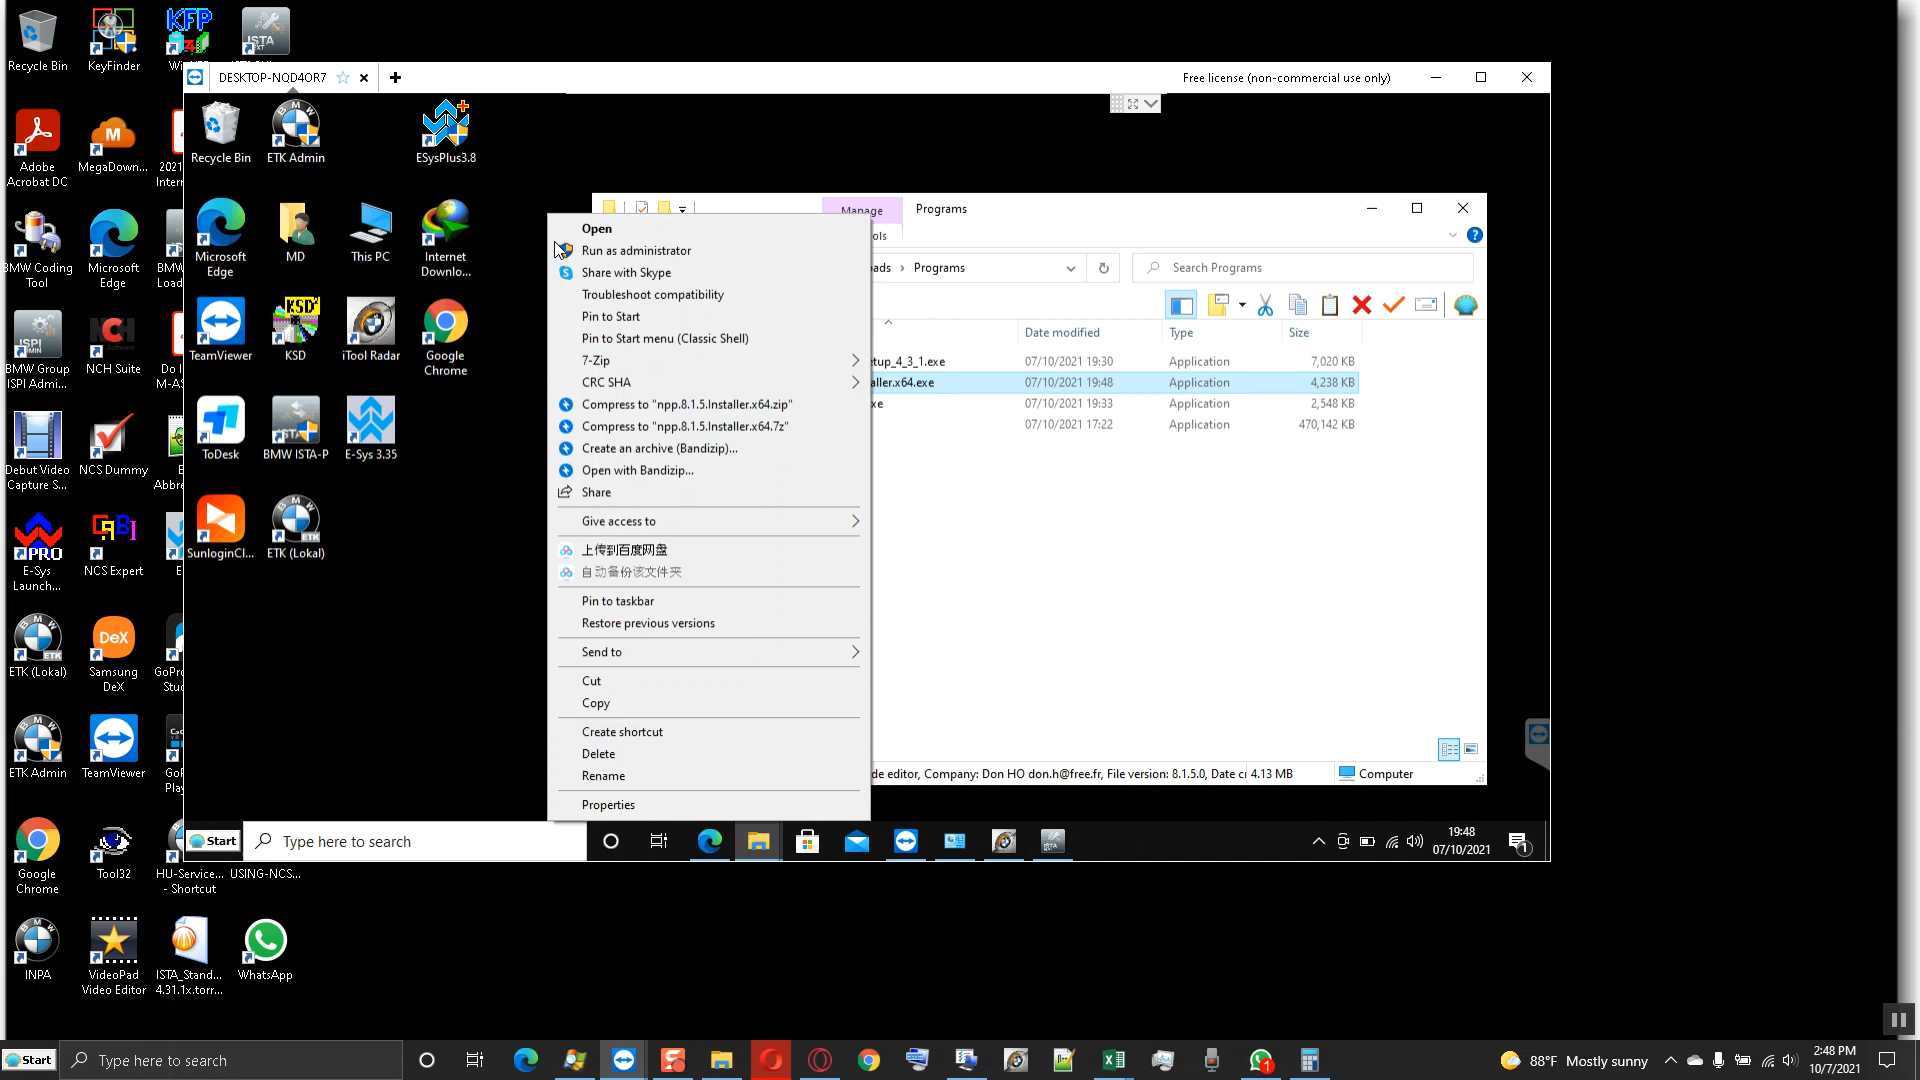 Recycle Bin
KeyFinder
Adobe Acrobat DC
MegaDown...
2021
Intern
BMW Coding Tool
Microsoft Edge
BMW
Load
BMW Group ISPI Admi...
NCH Suite
Do I
M-AS
Debut Video Capture S...
NCS Dummy
E
Abbre
E-Sys Launch...
NCS Expert
E
ETK (Lokal)
Samsung DeX
GoPro
Stud
ETK Admin
TeamViewer
GoP
Play
Google Chrome
Tool32
HU-Service... - Shortcut
USING-NCS...
INPA
VideoPad Video Editor
ISTA_Stand... 4.31.1x.torr...
WhatsApp
DESKTOP-NQD4OR7
Free license (non-commercial use only)
Recycle Bin
ETK Admin
ESysPlus3.8
Microsoft Edge
MD
This PC
Internet Downlo...
TeamViewer
KSD
iTool Radar
Google Chrome
ToDesk
BMW ISTA-P
E-Sys 3.35
SunloginCl...
ETK (Lokal)
Open
Run as administrator
Share with Skype
Troubleshoot compatibility
Pin to Start
Pin to Start menu (Classic Shell)
7-Zip
CRC SHA
Compress to "npp.8.1.5.Installer.x64.zip"
Compress to "npp.8.1.5.Installer.x64.7z"
Create an archive (Bandizip)...
Open with Bandizip...
Share
Give access to
上传到百度网盘
自动备份该文件夹
Pin to taskbar
Restore previous versions
Send to
Cut
Copy
Create shortcut
Delete
Rename
Properties
Manage
Programs
ols
ads › Programs
Search Programs
Date modified Type Size
etup_4_3_1.exe 07/10/2021 19:30 Application 7,020 KB
aller.x64.exe 07/10/2021 19:48 Application 4,238 KB
xe 07/10/2021 19:33 Application 2,548 KB
07/10/2021 17:22 Application 470,142 KB
de editor, Company: Don HO don.h@free.fr, File version: 8.1.5.0, Date cr 4.13 MB
Computer
Start
Type here to search
19:48
07/10/2021
1
Start
Type here to search
1
88°F Mostly sunny
2:48 PM
10/7/2021